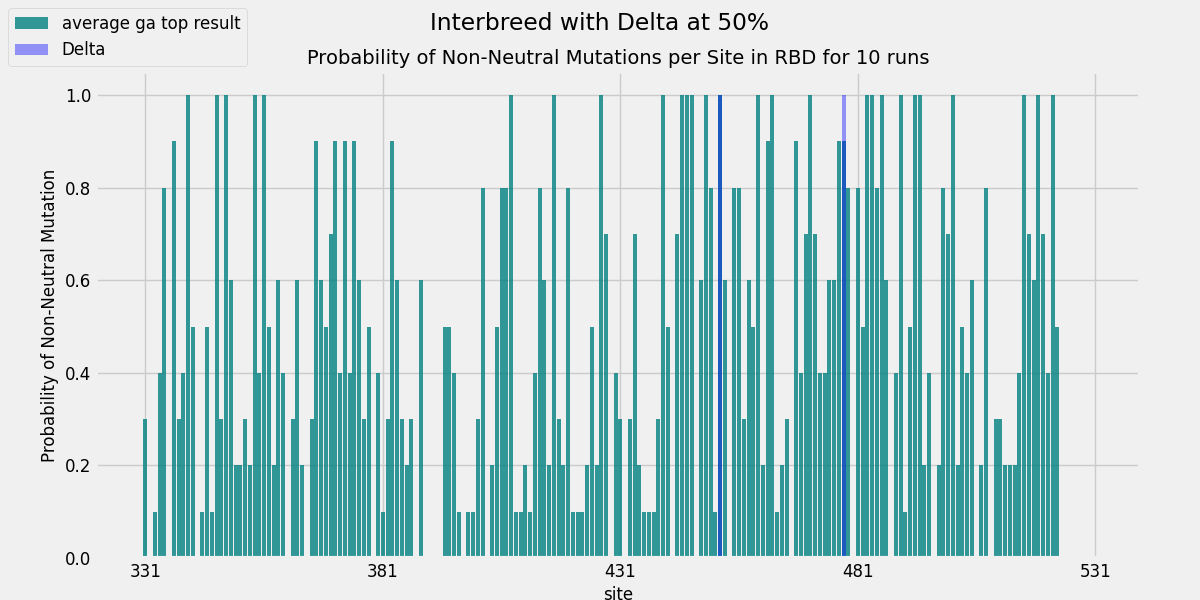 Interbreed with Delta at 50%
average ga top result
Delta
Probability of Non-Neutral Mutations per Site in RBD for 10 runs
Probability of Non-Neutral Mutation
1.0
0.8
0.6
0.4
0.2
0.0
331 381 431 481 531
site